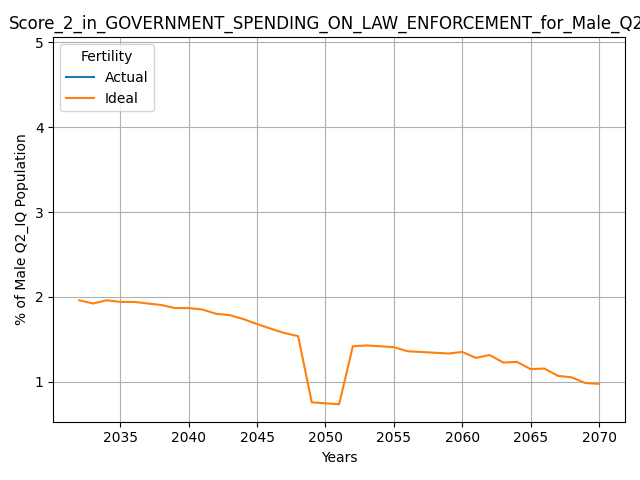 Score_2_in_GOVERNMENT_SPENDING_ON_LAW_ENFORCEMENT_for_Male_Q2
Fertility
Actual
Ideal
5
4
3
2
1
% of Male Q2_IQ Population
2035 2040 2045 2050 2055 2060 2065 2070
Years